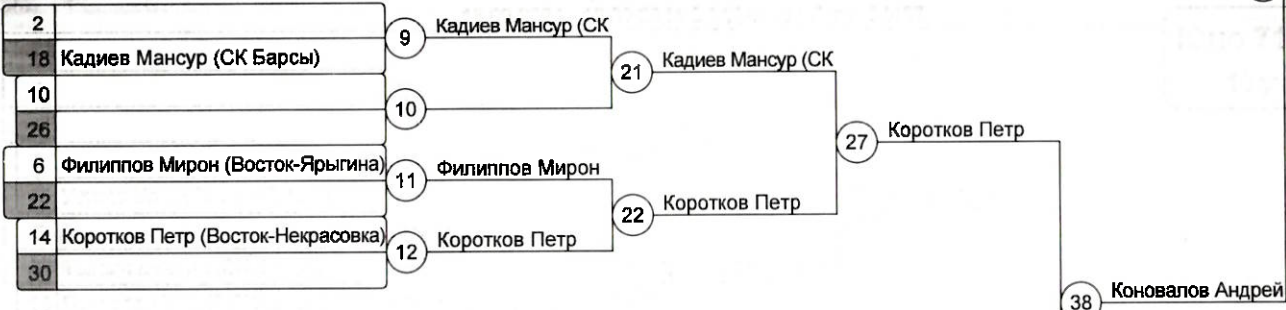 2
18 Кадиев Мансур (СК Барсы)
10
26
6 Филиппов Мирон (Восток-Ярыгина)
22
14 Коротков Петр (Восток-Некрасовка)
30
9 Кадиев Мансур (СК
10
11 Филиппов Мирон
12 Коротков Петр
21 Кадиев Мансур (СК
22 Коротков Петр
27 Коротков Петр
38 Коновалов Андрей